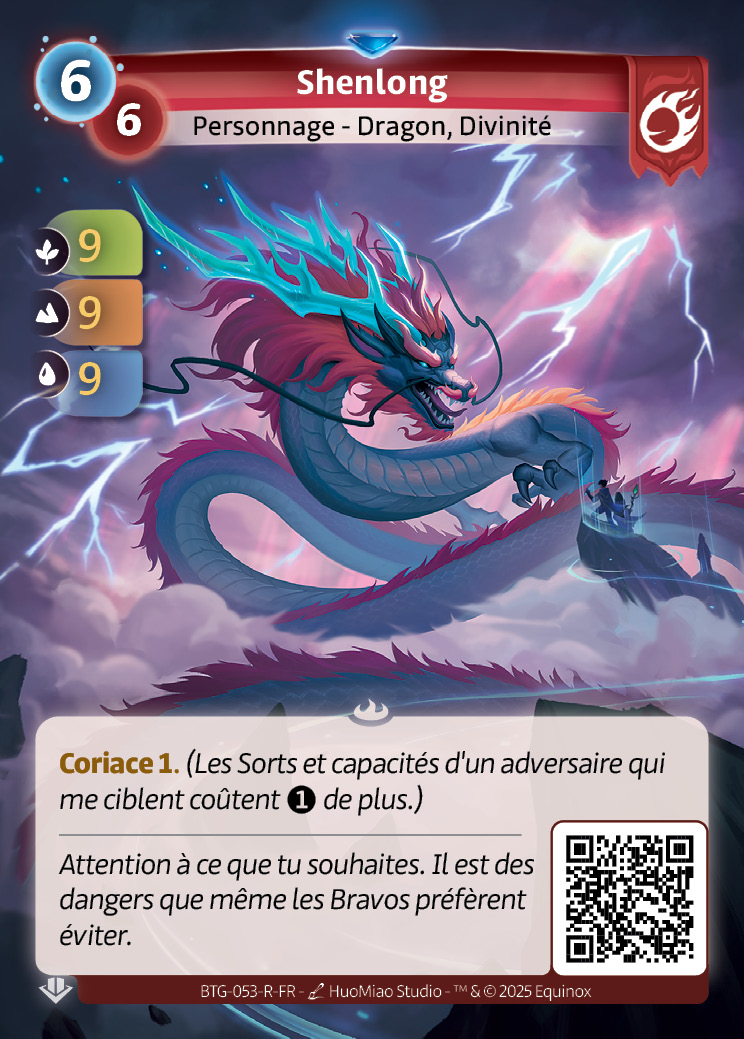 6
Shenlong
6
Personnage - Dragon, Divinité
9
9
9
Coriace 1. (Les Sorts et capacités d'un adversaire qui
me ciblent coûtent 1 de plus.)
Attention à ce que tu souhaites. Il est des
dangers que même les Bravos préfèrent
éviter.
BTG-053-R-FR - HuoMiao Studio - ™ & © 2025 Equinox